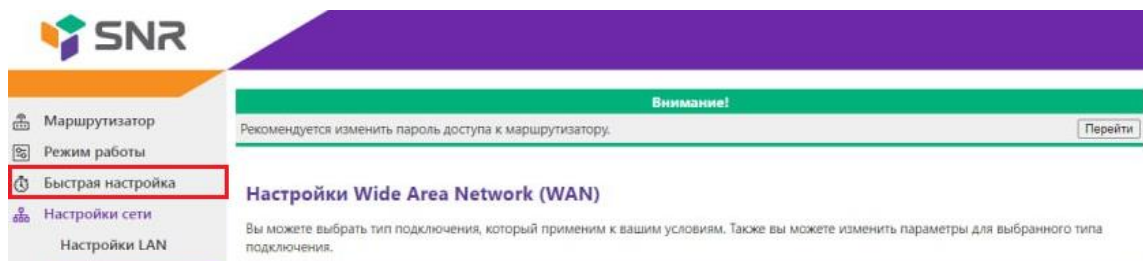 SNR
Внимание!
Рекомендуется изменить пароль доступа к маршрутизатору.
Перейти
Маршрутизатор
Режим работы
Быстрая настройка
Настройки сети
Настройки LAN
Настройки Wide Area Network (WAN)
Вы можете выбрать тип подключения, который применим к вашим условиям. Также вы можете изменить параметры для выбранного типа
подключения.